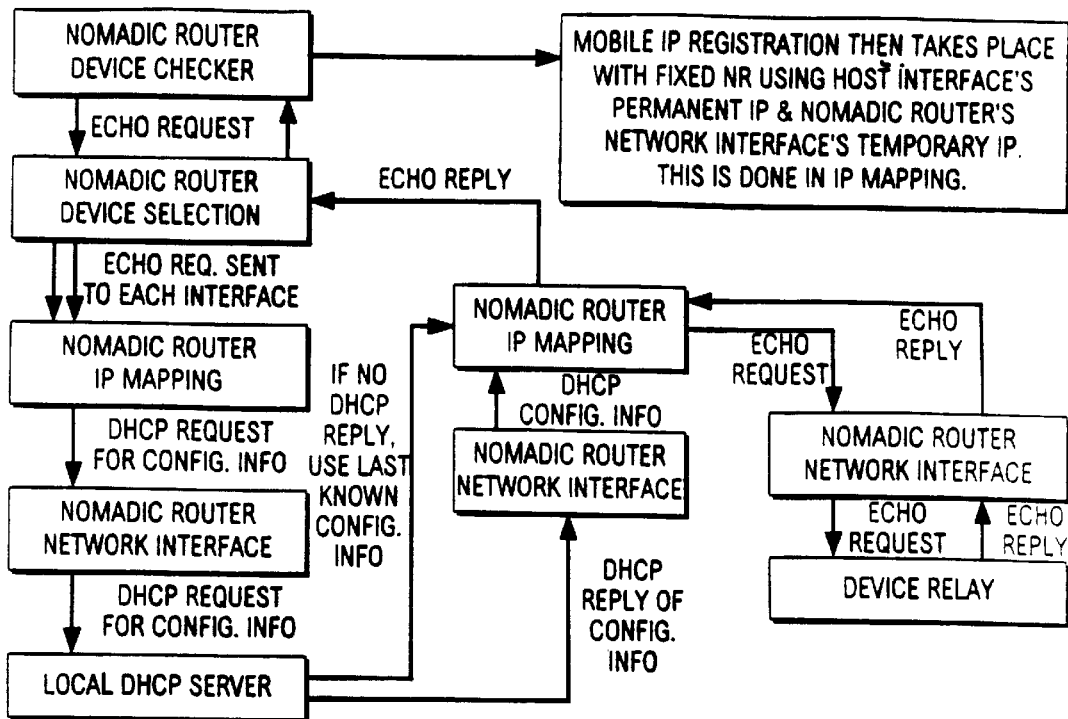 NOMADIC ROUTER
DEVICE CHECKER
MOBILE IP REGISTRATION THEN TAKES PLACE
WITH FIXED NR USING HOST INTERFACE'S
PERMANENT IP & NOMADIC ROUTER'S
NETWORK INTERFACE'S TEMPORARY IP.
THIS IS DONE IN IP MAPPING.
ECHO REQUEST
NOMADIC ROUTER
DEVICE SELECTION
ECHO REPLY
ECHO REQ. SENT
TO EACH INTERFACE
NOMADIC ROUTER
IP MAPPING
DHCP REQUEST
FOR CONFIG. INFO
NOMADIC ROUTER
NETWORK INTERFACE
DHCP REQUEST
FOR CONFIG. INFO
LOCAL DHCP SERVER
IF NO
DHCP
REPLY,
USE LAST
KNOWN
CONFIG.
INFO
NOMADIC ROUTER
IP MAPPING
DHCP
CONFIG. INFO
NOMADIC ROUTER
NETWORK INTERFACE
DHCP
REPLY OF
CONFIG.
INFO
ECHO
REQUEST
ECHO
REPLY
NOMADIC ROUTER
NETWORK INTERFACE
ECHO
REQUEST
ECHO
REPLY
DEVICE RELAY